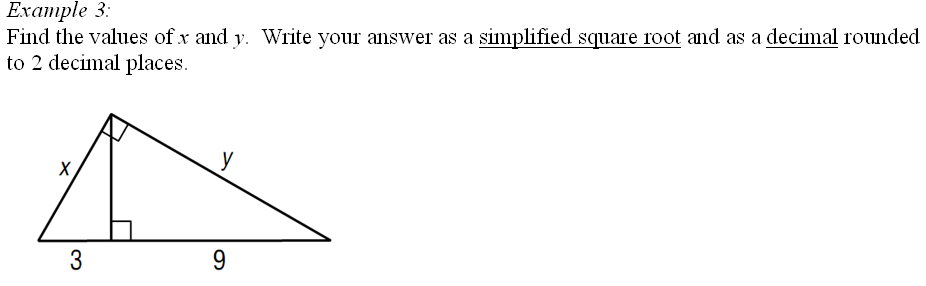 Example 3:
Find the values of x and y. Write your answer as a simplified square root and as a decimal rounded
to 2 decimal places.
x
y
3
9